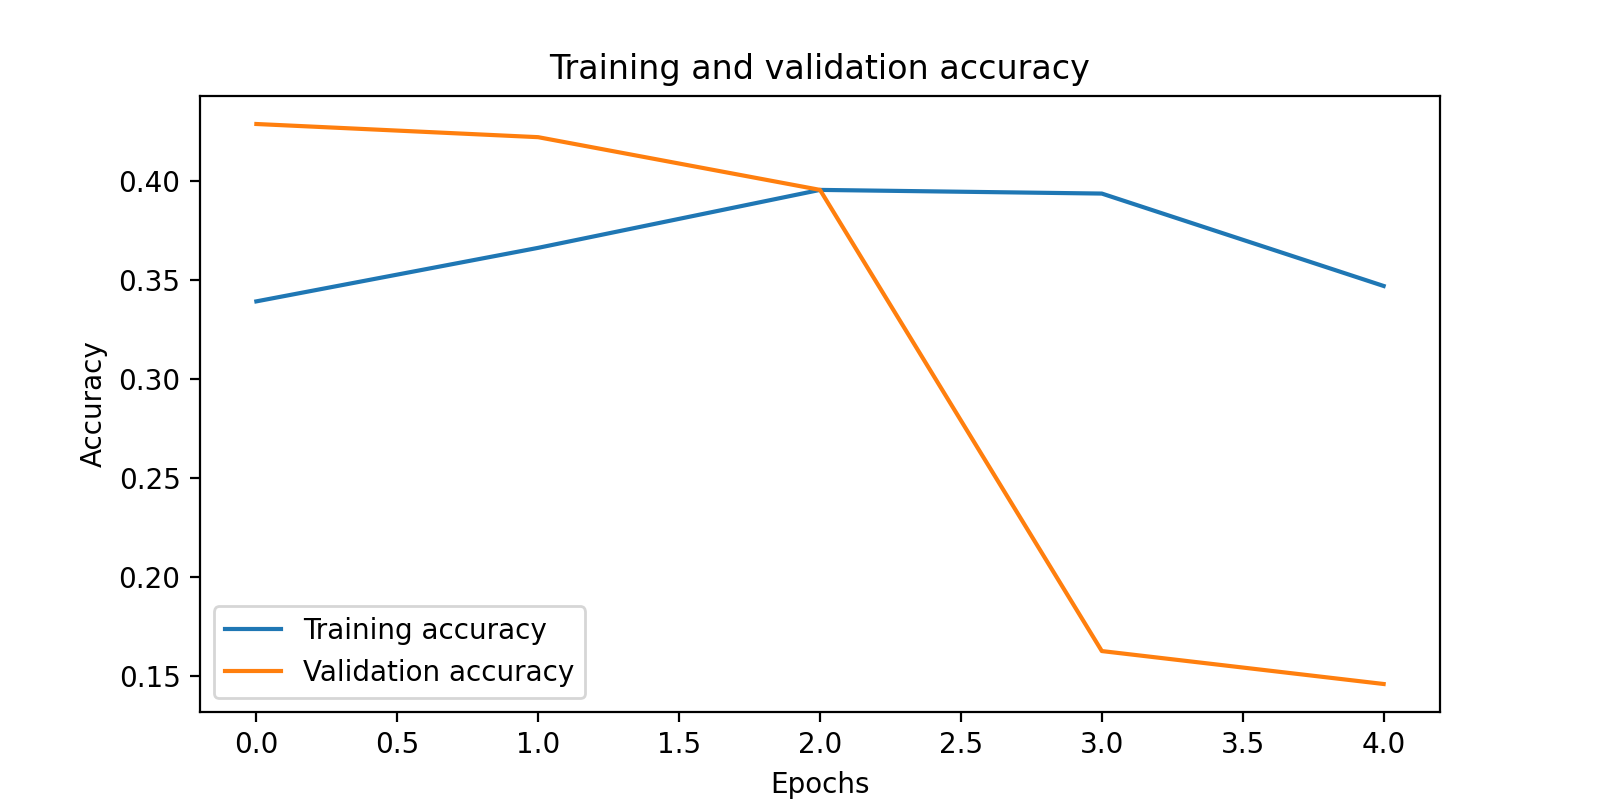 Training and validation accuracy
Accuracy
0.40
0.35
0.30
0.25
0.20
0.15
Training accuracy
Validation accuracy
0.0 0.5 1.0 1.5 2.0 2.5 3.0 3.5 4.0
Epochs